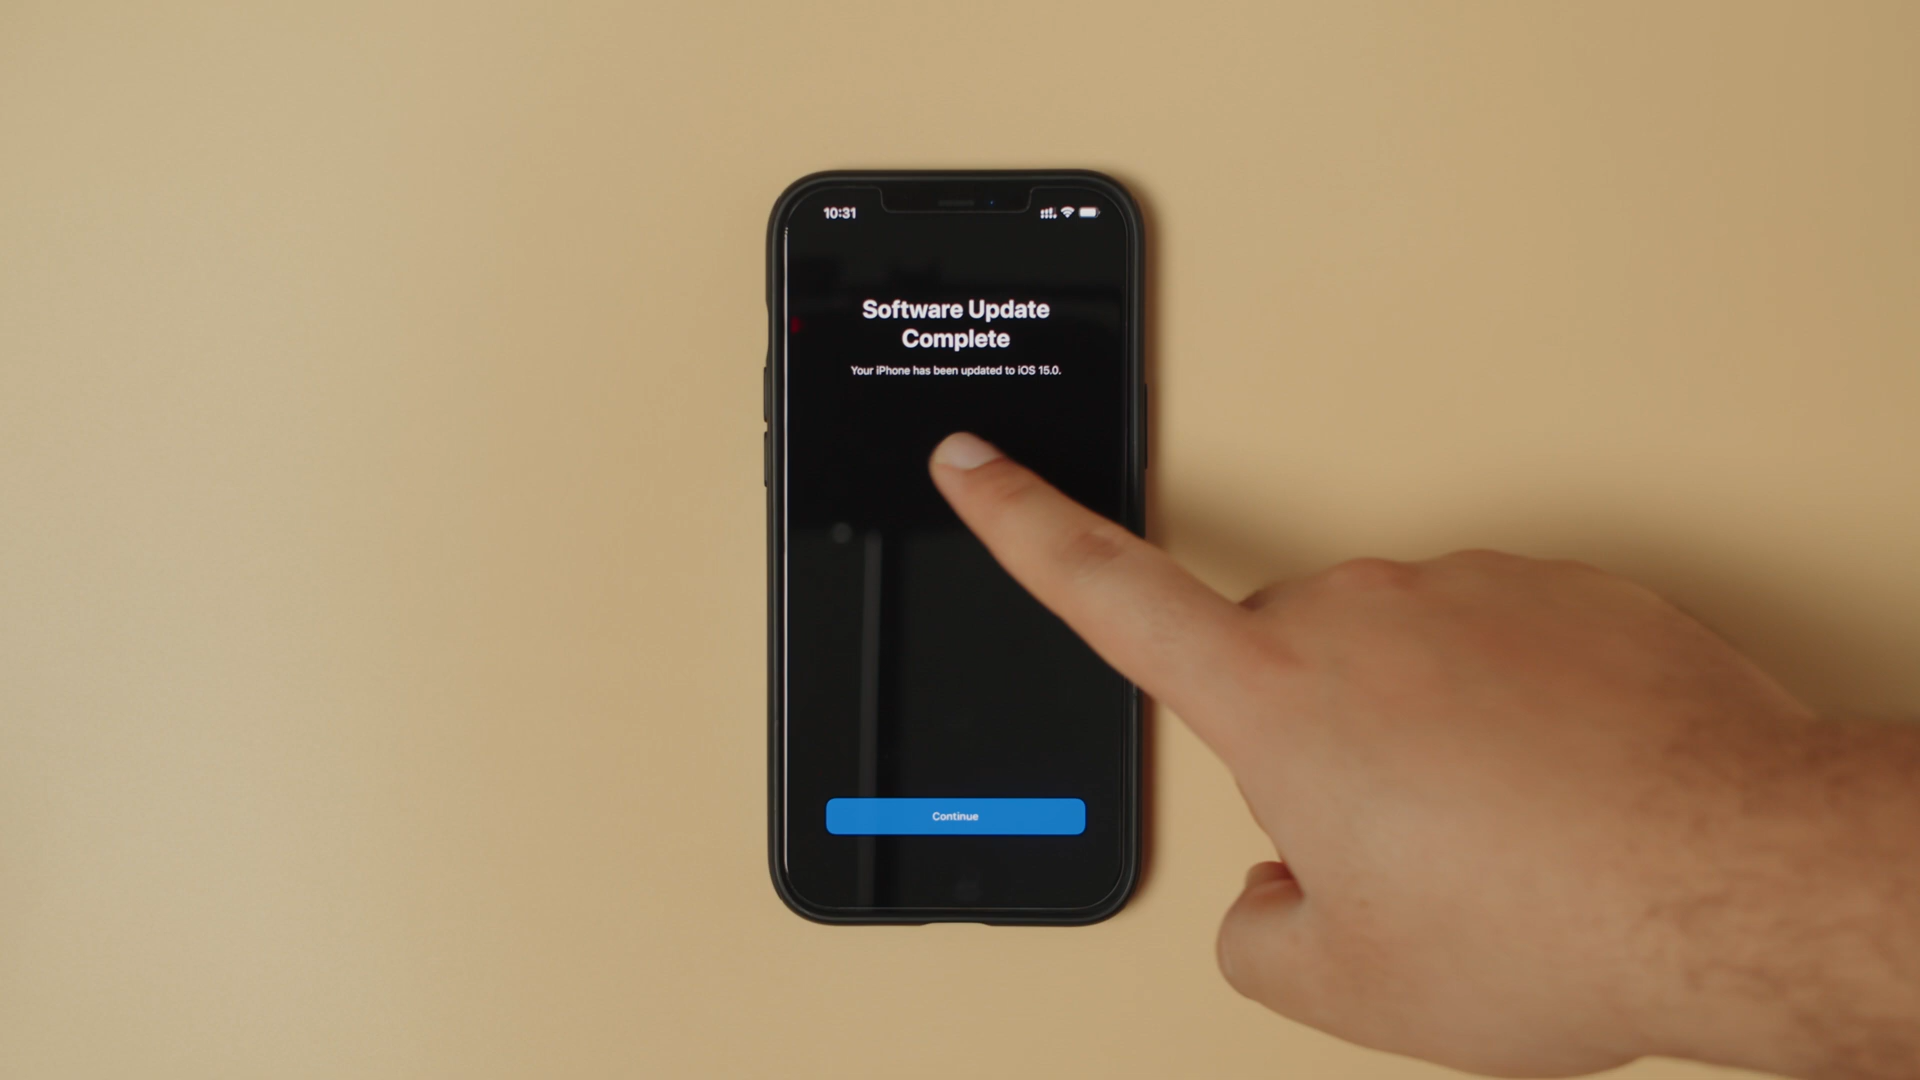 10:31
Software Update
Complete
Your iPhone has been updated to iOS 15.0.
Continue